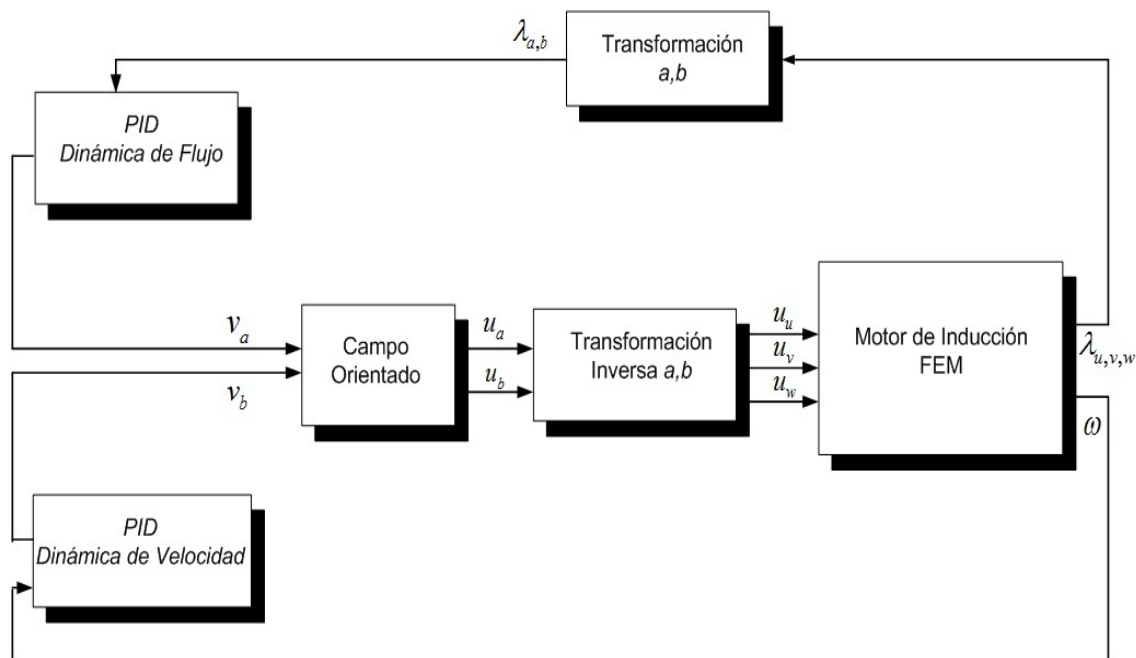 λa,b
Transformación
a,b
PID
Dinámica de Flujo
va
vb
Campo
Orientado
ua
ub
Transformación
Inversa a,b
uu
uv
uw
Motor de Inducción
FEM
λu,v,w
ω
PID
Dinámica de Velocidad